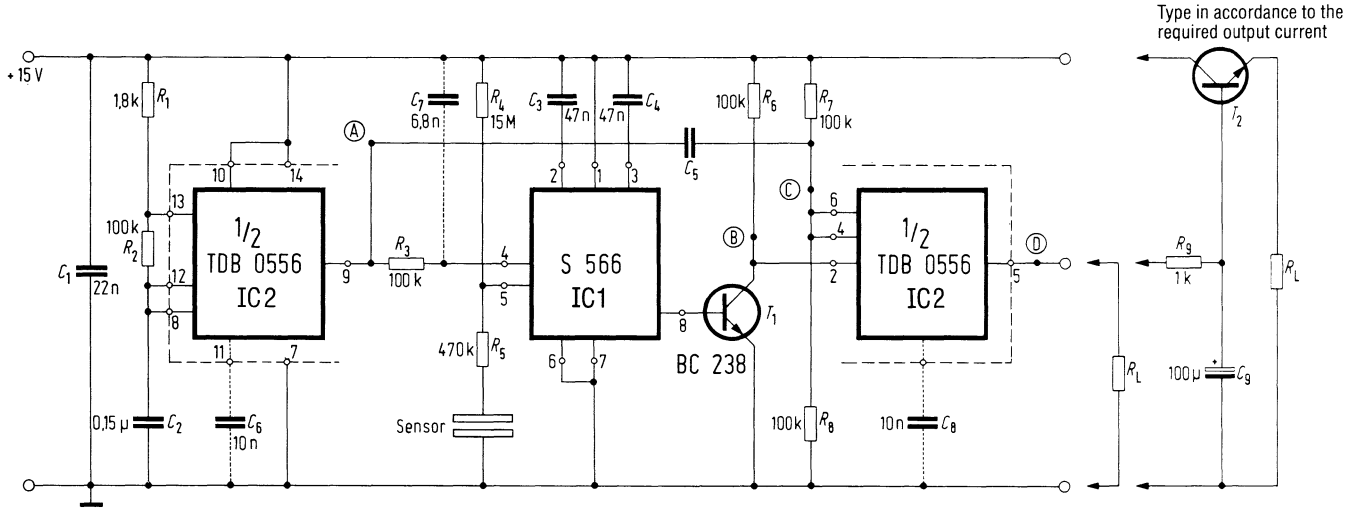 Type in accordance to the
required output current
+15 V
1,8k R1
C7
6,8n
R4
15M
C3
47n
47n
C4
100k R6
R7
100k
T2
A
C5
10
14
2
1
3
C
13
100k
R2
12
8
1/2
TDB 0556
IC2
9
R3
100k
4
5
S 566
IC1
8
B
T1
BC 238
6
4
2
1/2
TDB 0556
IC2
D
5
R9
1k
RL
C1
22n
11
7
470k R5
6
7
RL
100µ C9
0,15µ C2
C6
10n
Sensor
100k R8
10n C8